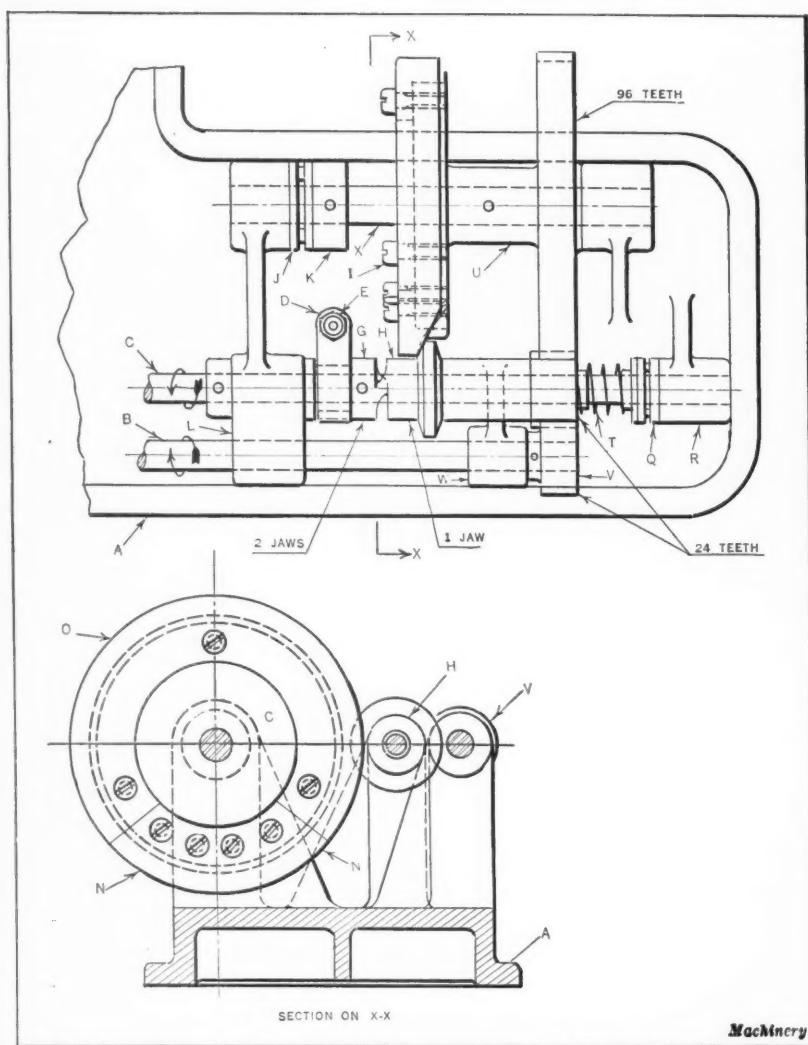 X
96 TEETH
X
I
U
J
K
D
E
G
H
C
B
L
T
Q
R
W
V
A
2 JAWS
X
1 JAW
24 TEETH
O
H
V
C
N
N
A
SECTION ON X-X
Machinery